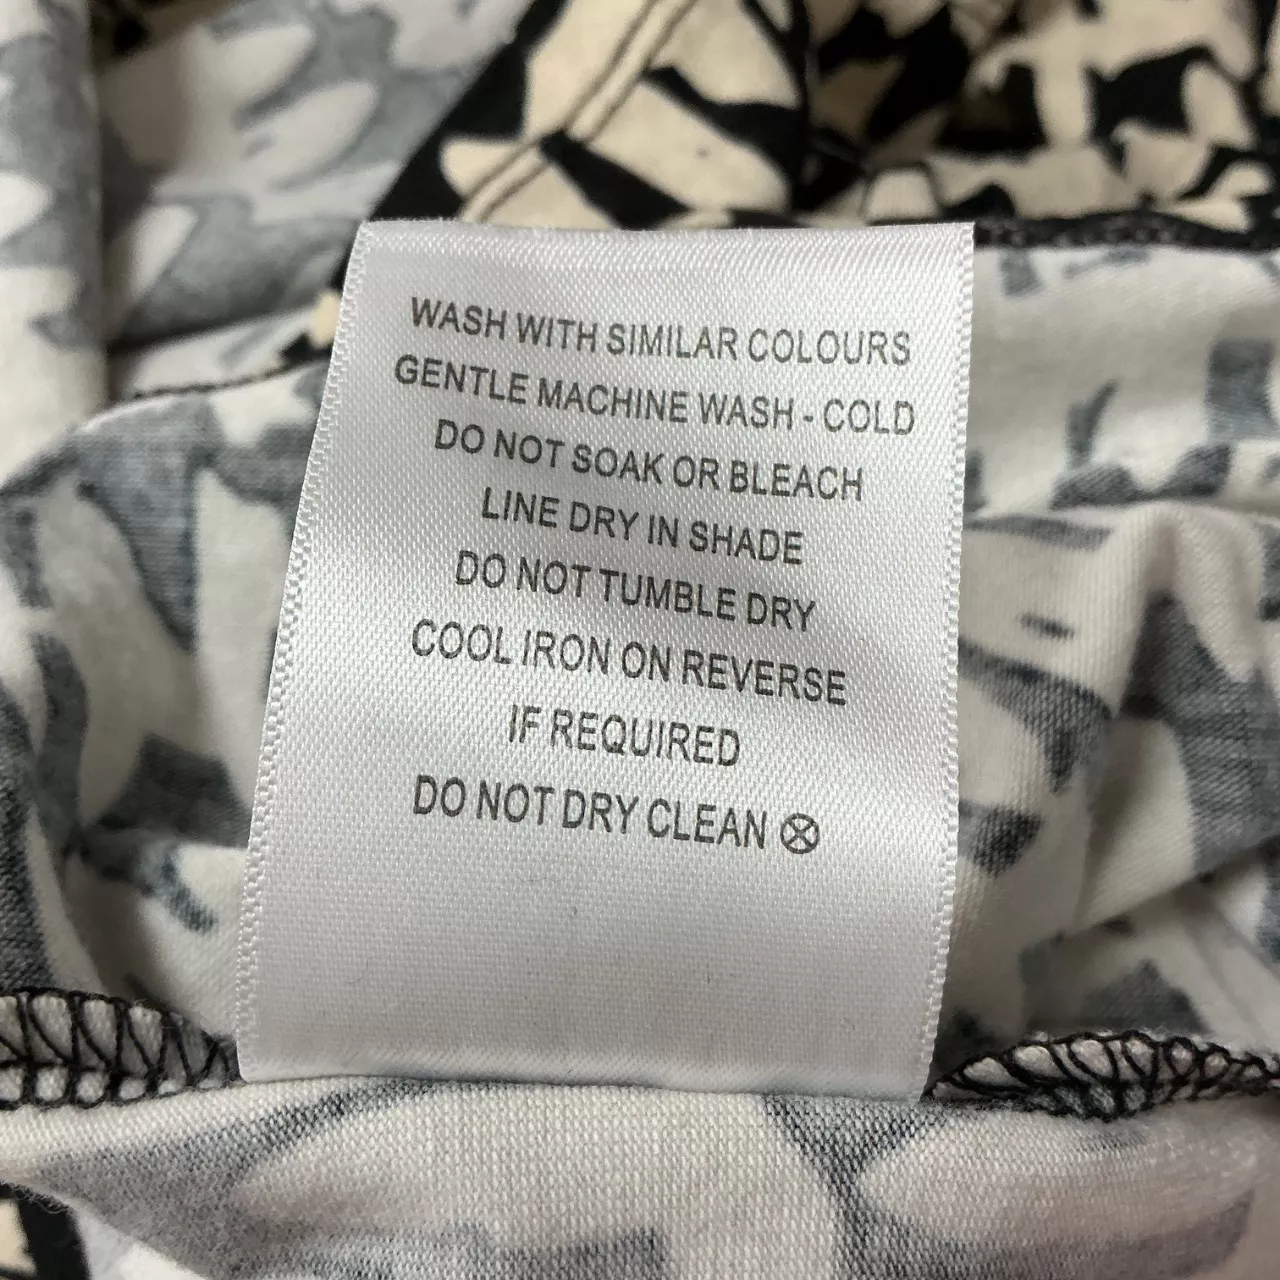 WASH WITH SIMILAR COLOURS
GENTLE MACHINE WASH - COLD
DO NOT SOAK OR BLEACH
LINE DRY IN SHADE
DO NOT TUMBLE DRY
COOL IRON ON REVERSE
IF REQUIRED
DO NOT DRY CLEAN